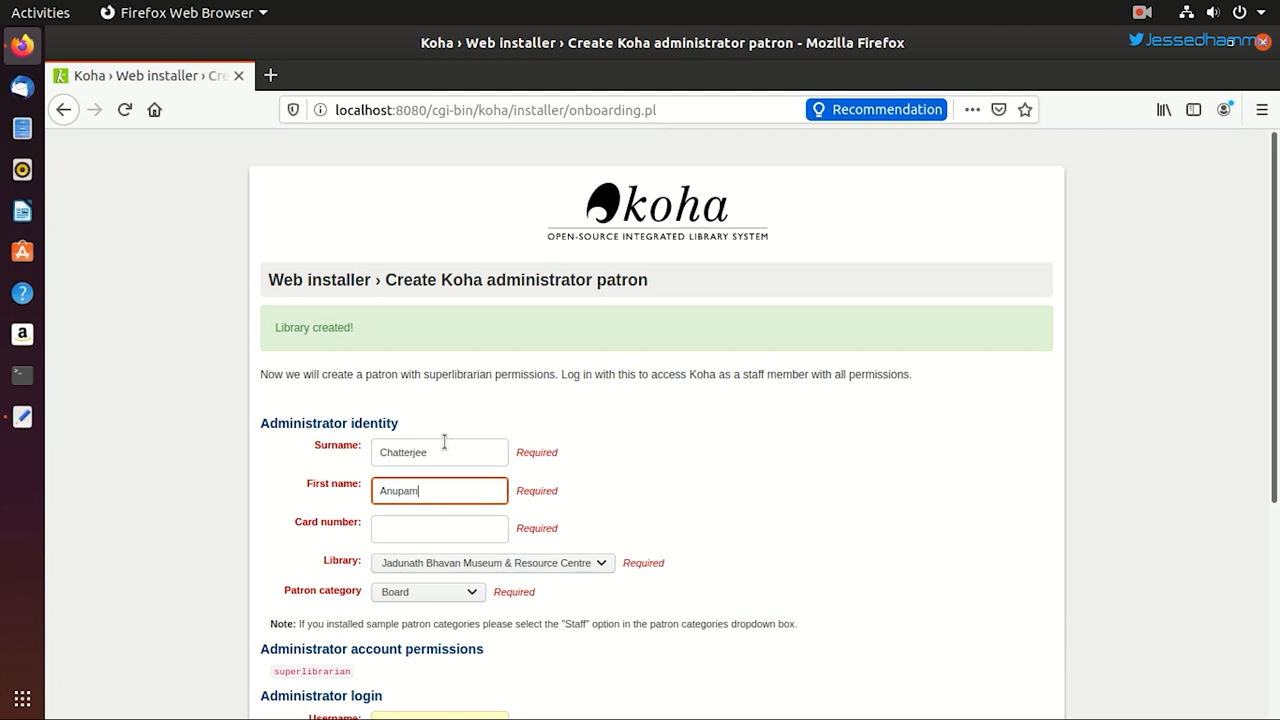 Activities Firefox Web Browser
Koha › Web installer › Create Koha administrator patron - Mozilla Firefox
Koha › Web installer › Cre
localhost:8080/cgi-bin/koha/installer/onboarding.pl Recommendation
koha
OPEN-SOURCE INTEGRATED LIBRARY SYSTEM
Web installer › Create Koha administrator patron
Library created!
Now we will create a patron with superlibrarian permissions. Log in with this to access Koha as a staff member with all permissions.
Administrator identity
Surname: Chatterjee Required
First name: Anupam Required
Card number: Required
Library: Jadunath Bhavan Museum & Resource Centre Required
Patron category Board Required
Note: If you installed sample patron categories please select the "Staff" option in the patron categories dropdown box.
Administrator account permissions
superlibrarian
Administrator login
Username: